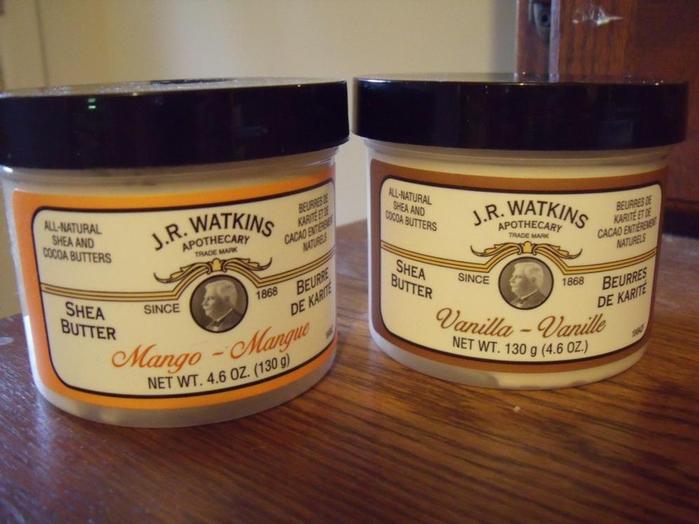 ALL-NATURAL
SHEA AND
COCOA BUTTERS
J.R. WATKINS
APOTHECARY
TRADE MARK
BEURRES DE
KARITÉ ET DE
CACAO ENTIÈREMENT
NATURELS
SHEA
BUTTER
SINCE
1868
BEURRE
DE KARITÉ
Mango - Mangue
NET WT. 4.6 OZ. (130 g)
ALL-NATURAL
SHEA AND
COCOA BUTTERS
J.R. WATKINS
APOTHECARY
TRADE MARK
BEURRES DE
KARITÉ ET DE
CACAO ENTIÈREMENT
NATURELS
SHEA
BUTTER
SINCE
1868
BEURRES
DE KARITÉ
Vanilla - Vanille
NET WT. 130 g (4.6 OZ.)